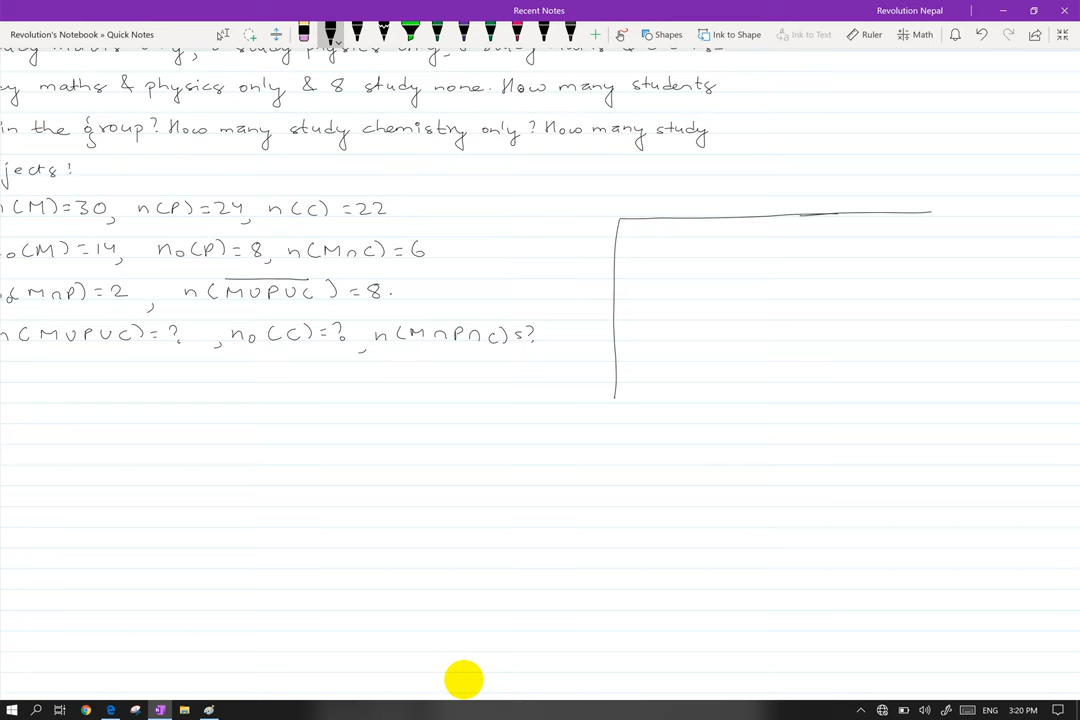 Recent Notes
Revolution Nepal
Revolution's Notebook » Quick Notes
Shapes
Ink to Shape
Ink to Text
Ruler
Math
maths & physics only & 8 study none. How many students
in the group? How many study chemistry only? How many study
jects?
n(M)=30, n(P)=24, n(C)=22
n₀(M)=14, n₀(P)=8, n(M∩C)=6
(M∩P)=2, n(\overline{M∪P∪C})=8.
n(M∪P∪C)=?, n₀(C)=?, n(M∩P∩C)s?
ENG
3:20 PM